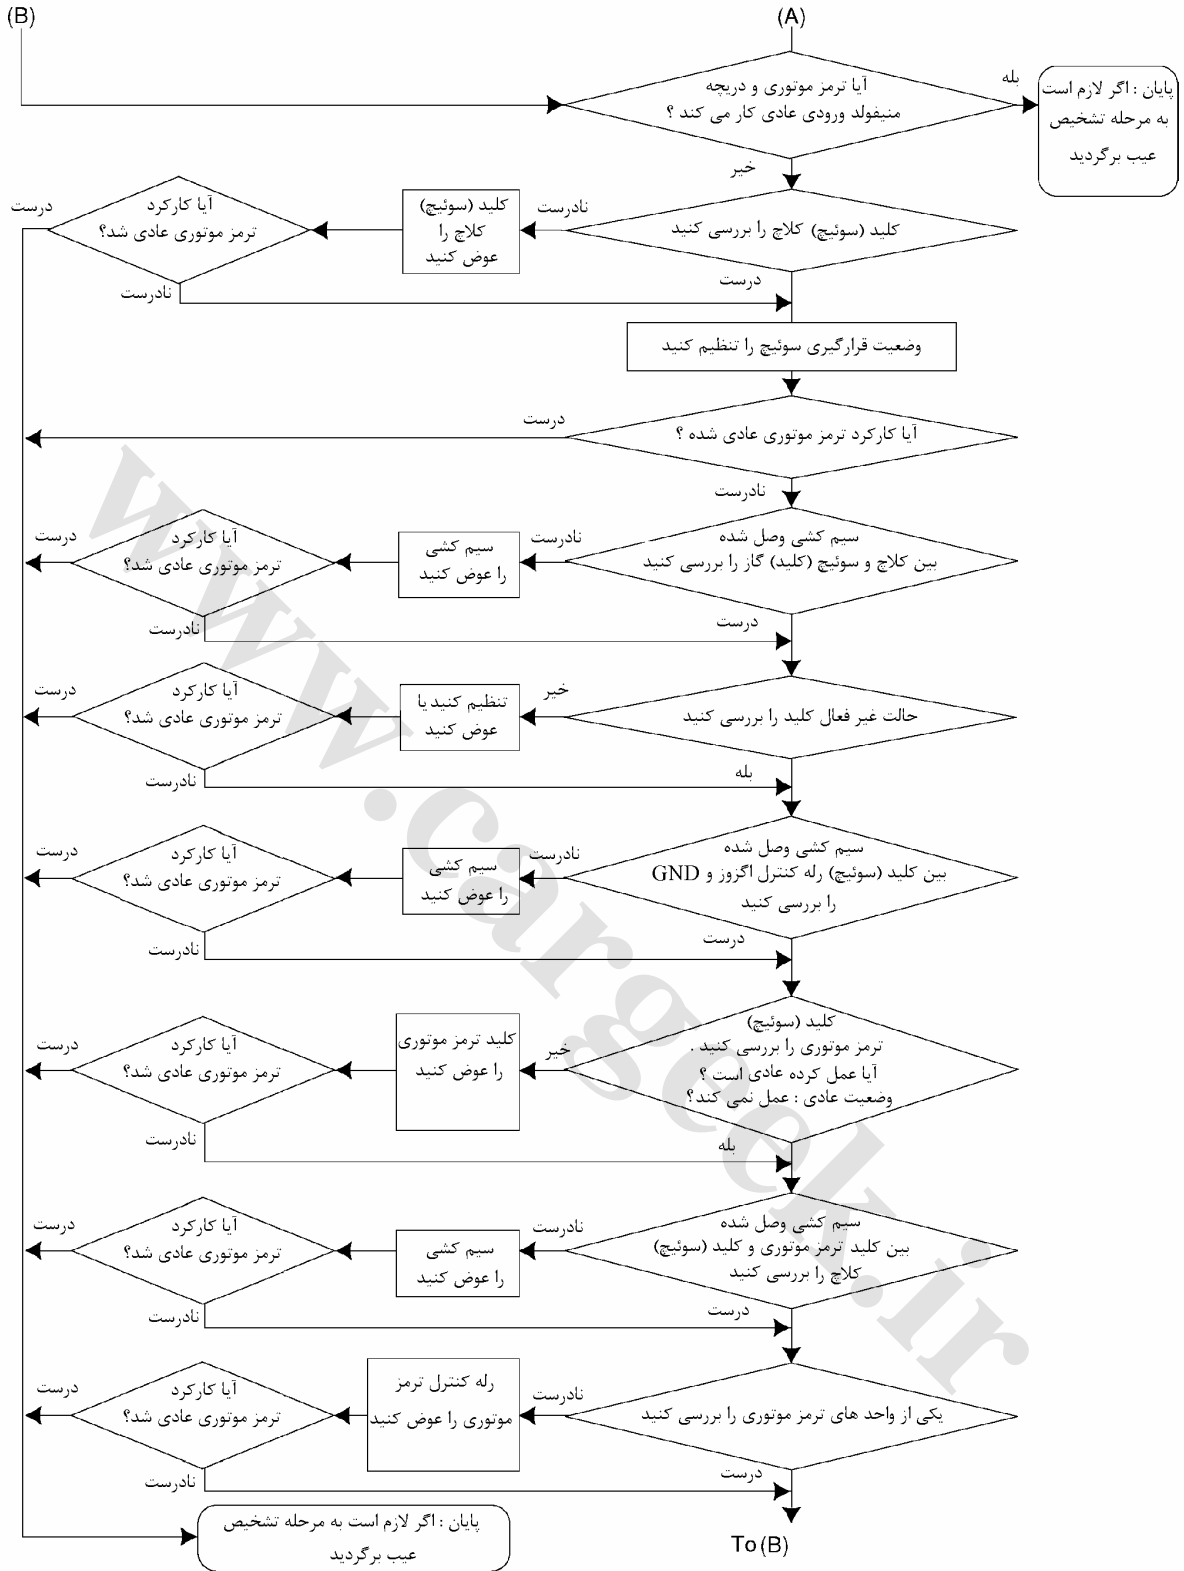 (B)
(A)
آیا ترمز موتوری و دریچه
منیفولد ورودی عادی کار می کند ؟
بله
پایان : اگر لازم است
به مرحله تشخیص
عیب برگردید
خیر
کلید (سوئیچ) کلاچ را بررسی کنید
نادرست
کلید (سوئیچ)
کلاچ را
عوض کنید
آیا کارکرد
ترمز موتوری عادی شد؟
درست
نادرست
درست
وضعیت قرارگیری سوئیچ را تنظیم کنید
آیا کارکرد ترمز موتوری عادی شده ؟
درست
نادرست
سیم کشی وصل شده
بین کلاچ و سوئیچ (کلید) گاز را بررسی کنید
نادرست
سیم کشی
را عوض کنید
آیا کارکرد
ترمز موتوری عادی شد؟
درست
نادرست
درست
حالت غیر فعال کلید را بررسی کنید
خیر
تنظیم کنید یا
عوض کنید
آیا کارکرد
ترمز موتوری عادی شد؟
درست
نادرست
بله
سیم کشی وصل شده
بین کلید (سوئیچ) رله کنترل اگزوز و GND
را بررسی کنید
نادرست
سیم کشی
را عوض کنید
آیا کارکرد
ترمز موتوری عادی شد؟
درست
نادرست
درست
کلید (سوئیچ)
ترمز موتوری را بررسی کنید .
آیا عمل کرده عادی است ؟
وضعیت عادی : عمل نمی کند؟
خیر
کلید ترمز موتوری
را عوض کنید
آیا کارکرد
ترمز موتوری عادی شد؟
درست
نادرست
بله
سیم کشی وصل شده
بین کلید ترمز موتوری و کلید (سوئیچ)
کلاچ را بررسی کنید
نادرست
سیم کشی
را عوض کنید
آیا کارکرد
ترمز موتوری عادی شد؟
درست
نادرست
درست
یکی از واحد های ترمز موتوری را بررسی کنید
نادرست
رله کنترل ترمز
موتوری را عوض کنید
آیا کارکرد
ترمز موتوری عادی شد؟
درست
نادرست
درست
To (B)
پایان : اگر لازم است به مرحله تشخیص
عیب برگردید
www.cargeek.ir